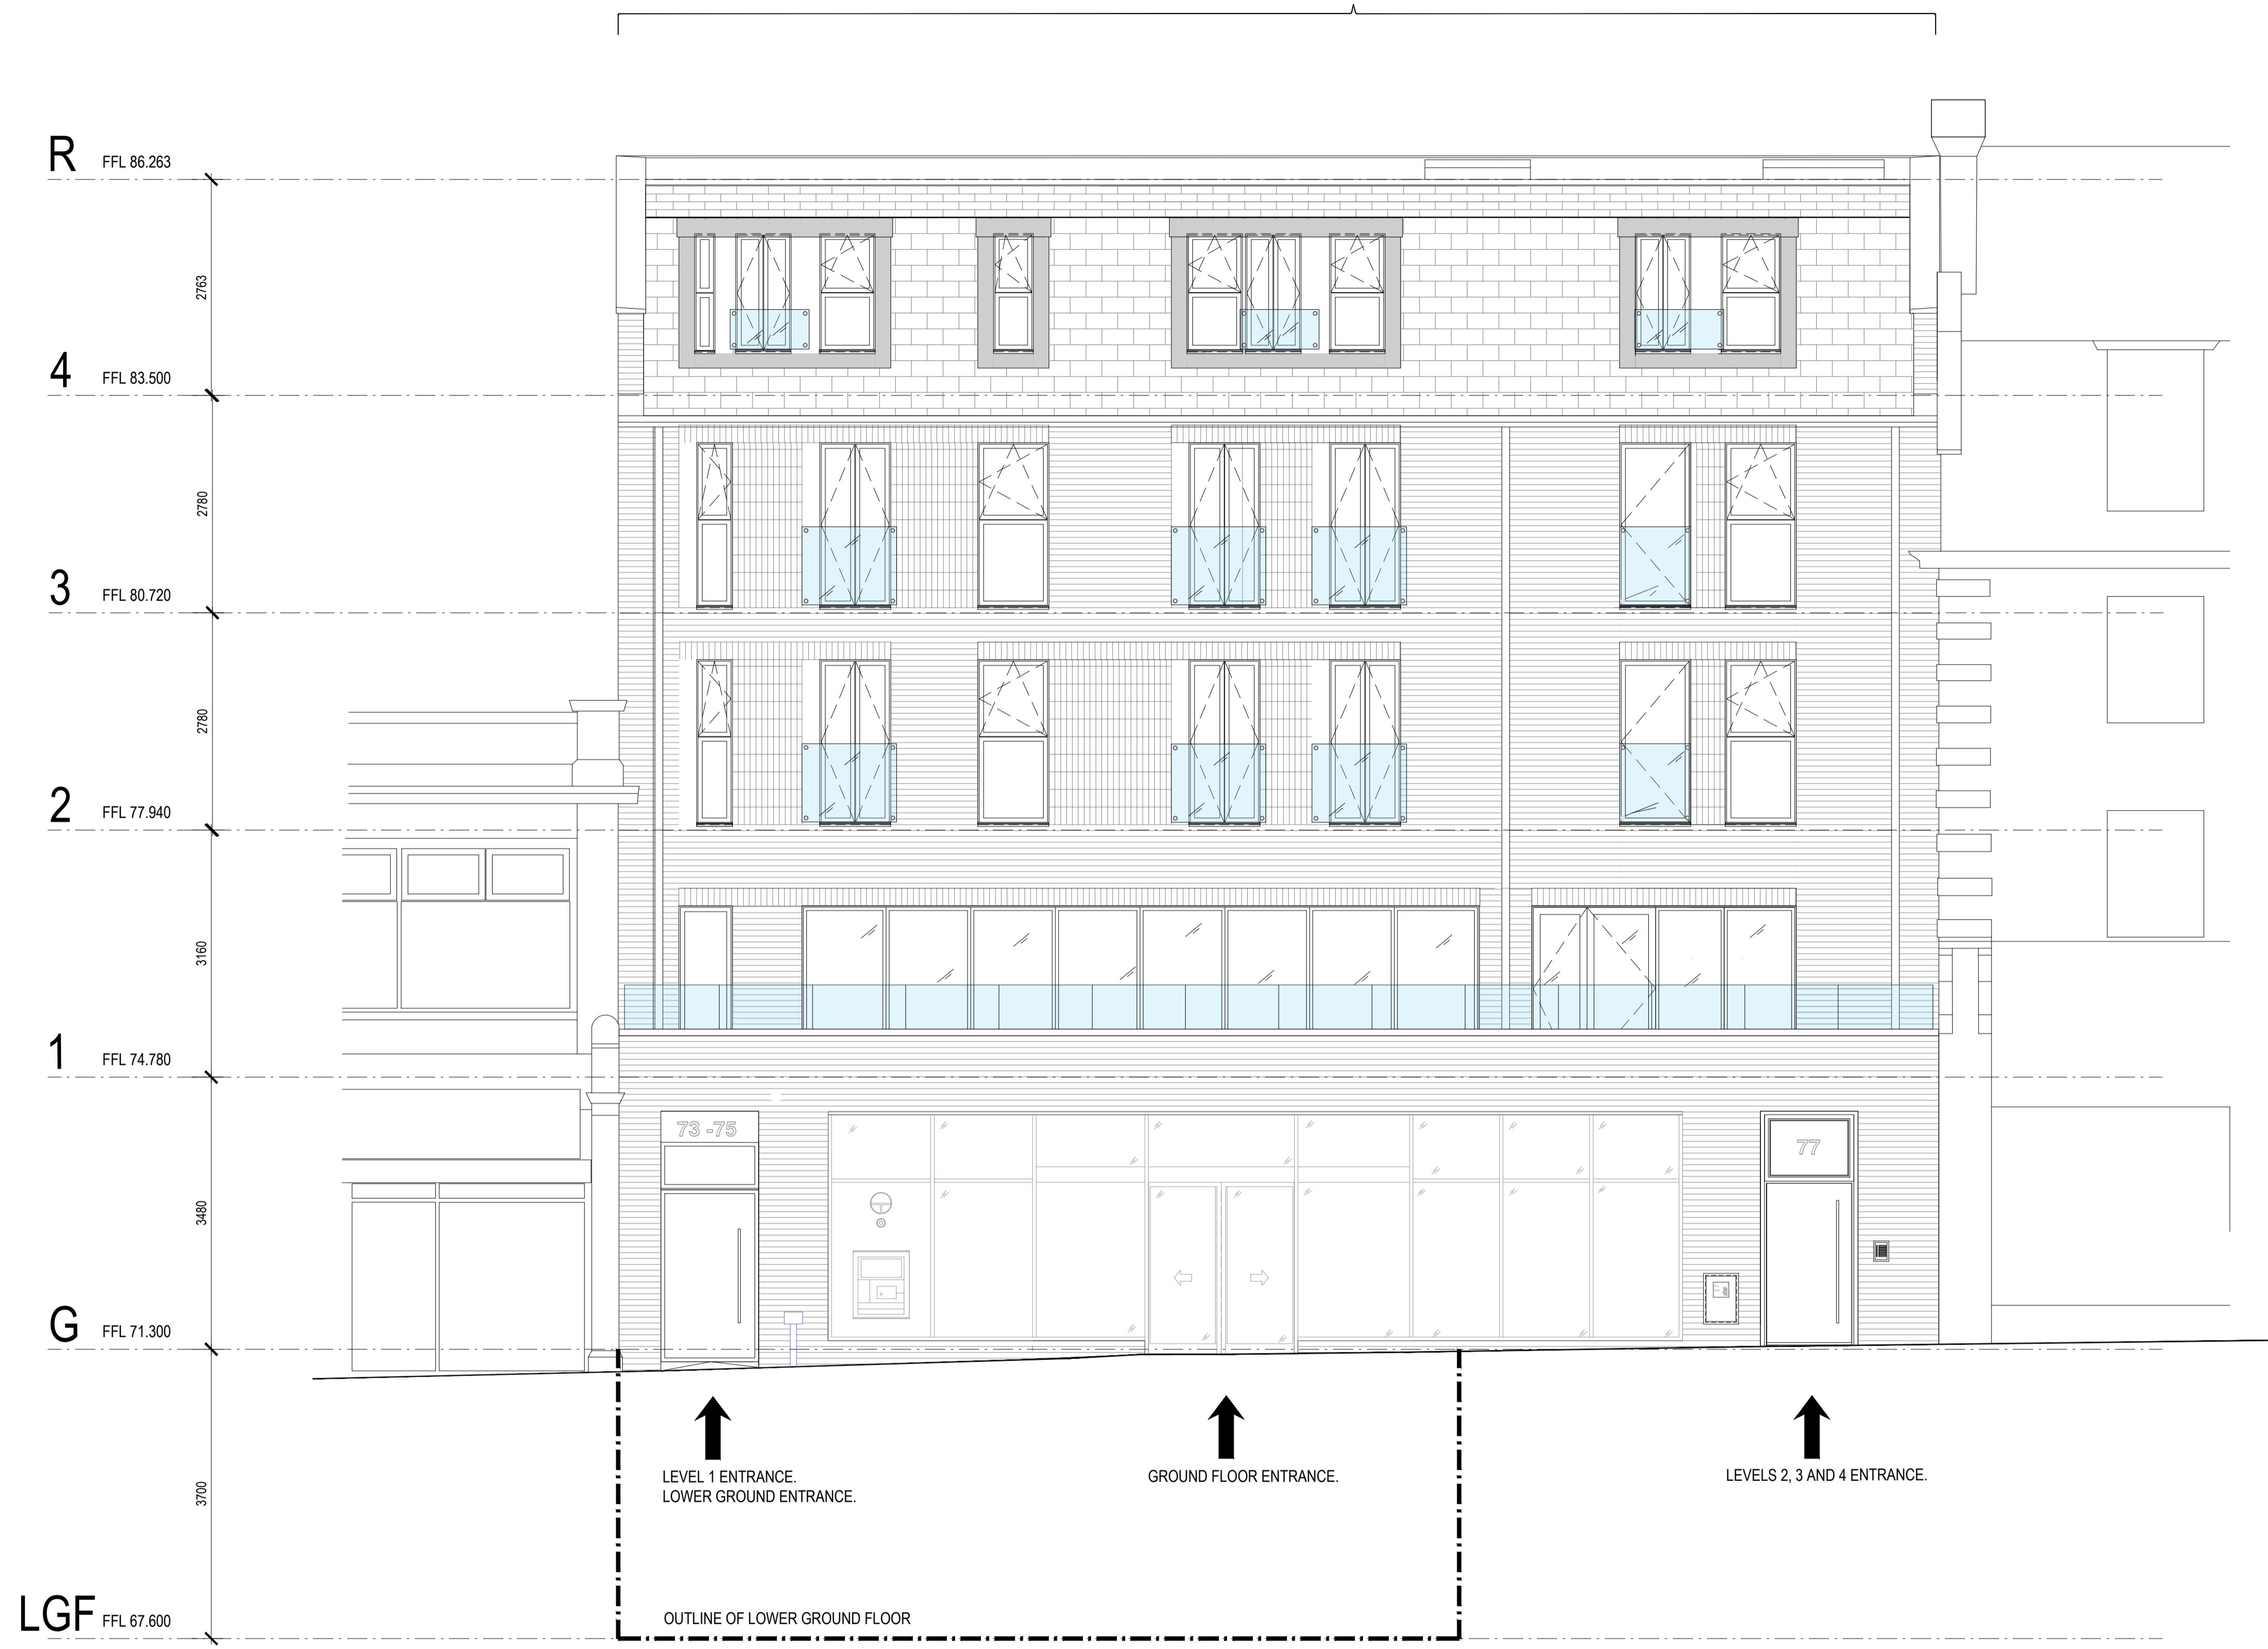 R FFL 86.263
2763
4 FFL 83.500
2780
3 FFL 80.720
2780
2 FFL 77.940
3160
1 FFL 74.780
73 -75
77
3480
G FFL 71.300
LEVEL 1 ENTRANCE.
LOWER GROUND ENTRANCE.
GROUND FLOOR ENTRANCE.
LEVELS 2, 3 AND 4 ENTRANCE.
3700
OUTLINE OF LOWER GROUND FLOOR
LGF FFL 67.600